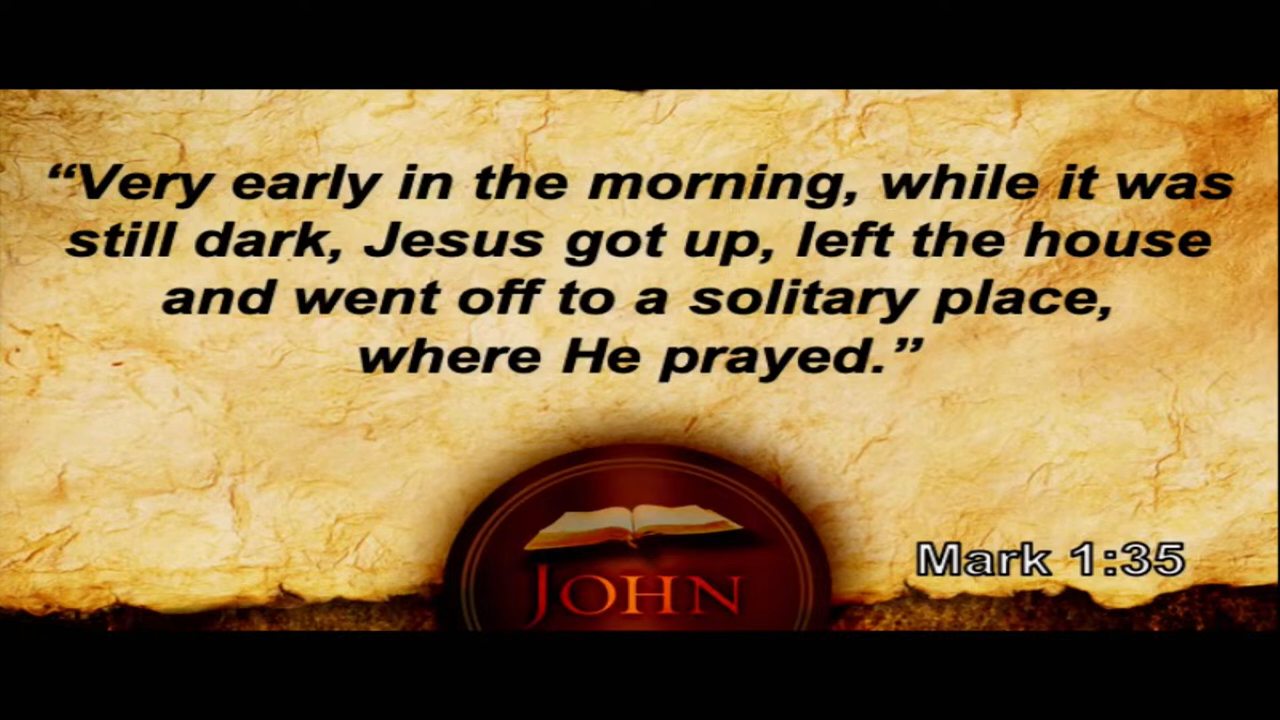 “Very early in the morning, while it was
still dark, Jesus got up, left the house
and went off to a solitary place,
where He prayed.”
Mark 1:35
JOHN